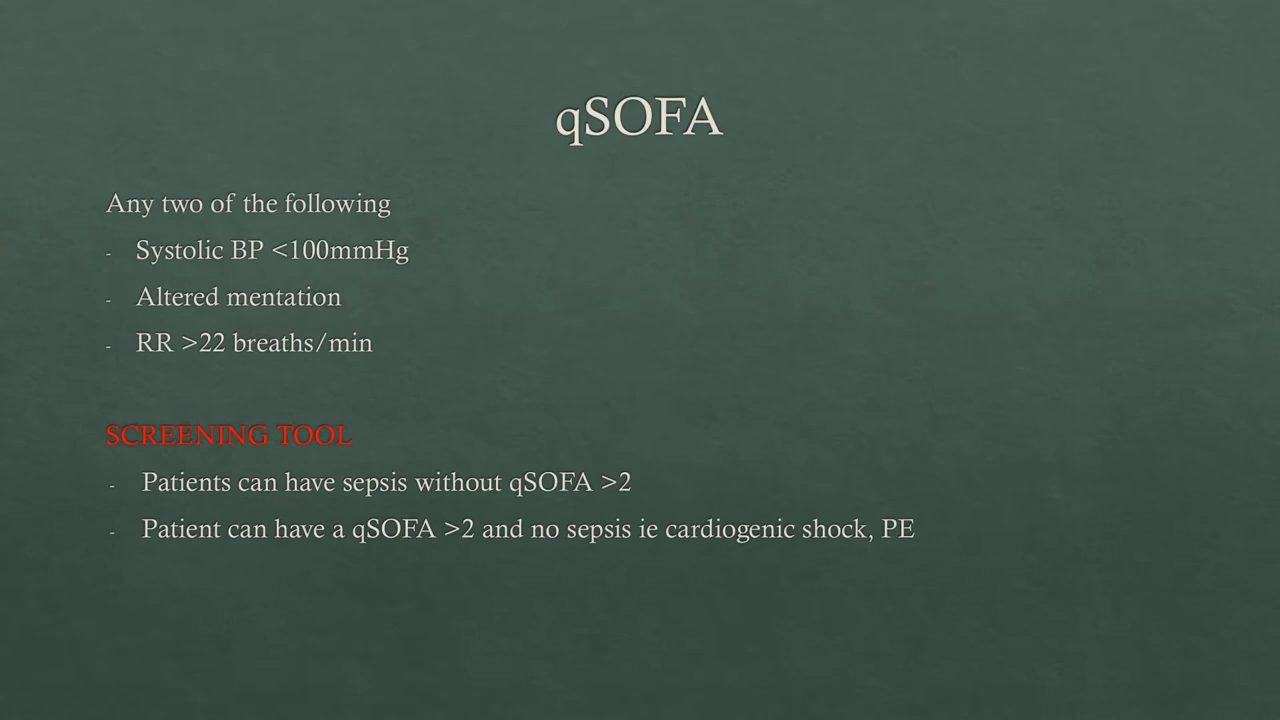 qSOFA
Any two of the following
- Systolic BP <100mmHg
- Altered mentation
- RR >22 breaths/min
SCREENING TOOL
- Patients can have sepsis without qSOFA >2
- Patient can have a qSOFA >2 and no sepsis ie cardiogenic shock, PE